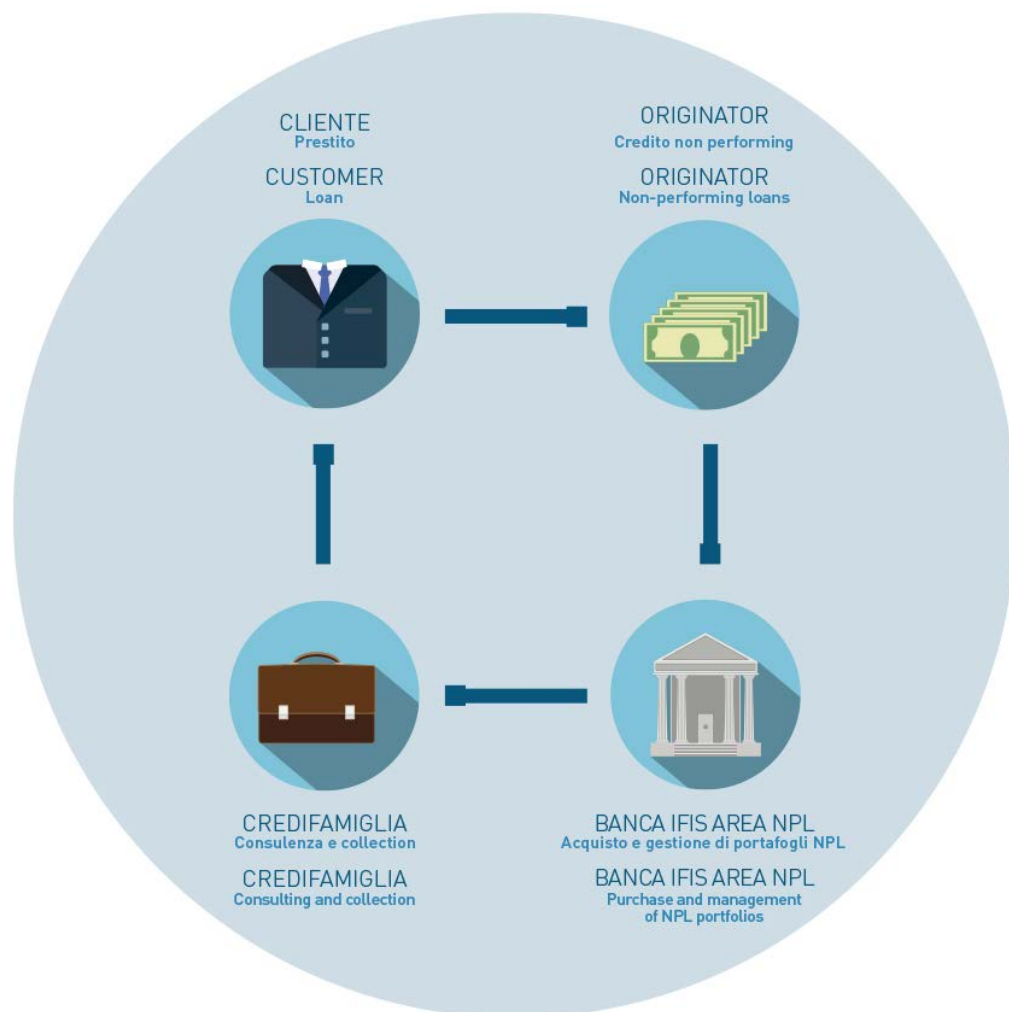 CLIENTE
Prestito
CUSTOMER
Loan
ORIGINATOR
Credito non performing
ORIGINATOR
Non-performing loans
CREDIFAMIGLIA
Consulenza e collection
CREDIFAMIGLIA
Consulting and collection
BANCA IFIS AREA NPL
Acquisto e gestione di portafogli NPL
BANCA IFIS AREA NPL
Purchase and management
of NPL portfolios